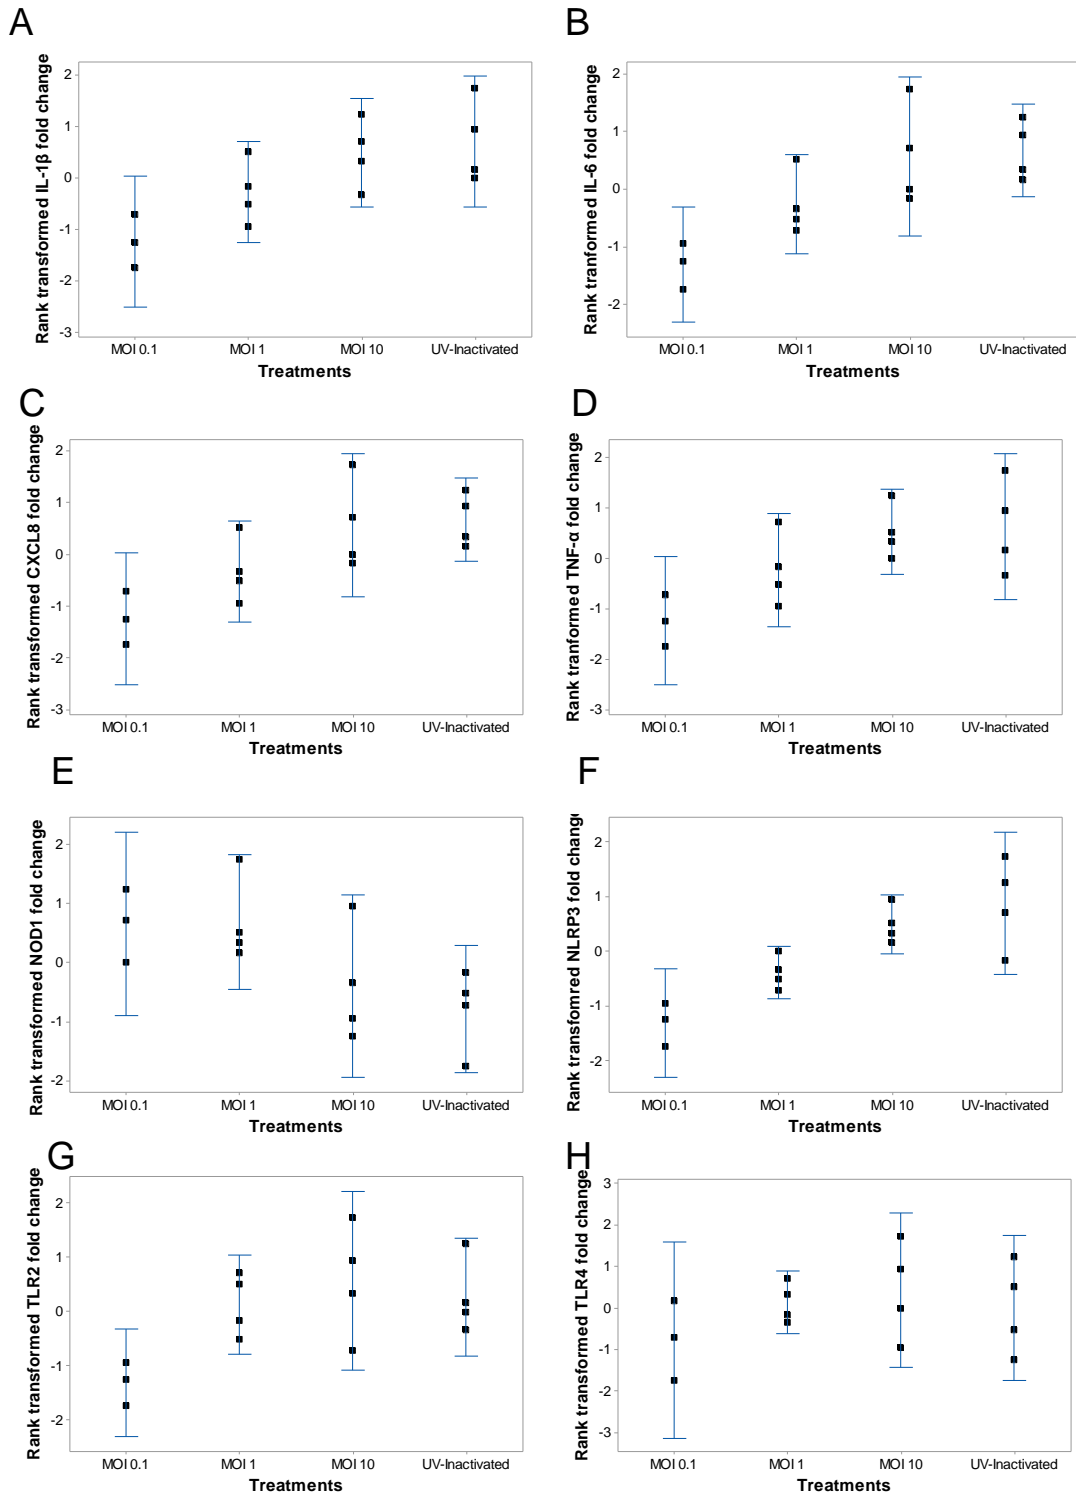 A
Rank transformed IL-1β fold change
2
1
0
-1
-2
-3
MOI 0.1 MOI 1 MOI 10 UV-Inactivated
Treatments
B
Rank tranformed IL-6 fold change
2
1
0
-1
-2
MOI 0.1 MOI 1 MOI 10 UV-Inactivated
Treatments
C
Rank transformed CXCL8 fold change
2
1
0
-1
-2
-3
MOI 0.1 MOI 1 MOI 10 UV-Inactivated
Treatments
D
Rank tranformed TNF-α fold change
2
1
0
-1
-2
-3
MOI 0.1 MOI 1 MOI 10 UV-Inactivated
Treatments
E
Rank transformed NOD1 fold change
2
1
0
-1
-2
MOI 0.1 MOI 1 MOI 10 UV-Inactivated
Treatments
F
Rank transfomred NLRP3 fold change
2
1
0
-1
-2
MOI 0.1 MOI 1 MOI 10 UV-Inactivated
Treatments
G
Rank transformed TLR2 fold change
2
1
0
-1
-2
MOI 0.1 MOI 1 MOI 10 UV-Inactivated
Treatments
H
Rank transformed TLR4 fold change
3
2
1
0
-1
-2
-3
MOI 0.1 MOI 1 MOI 10 UV-Inactivated
Treatments